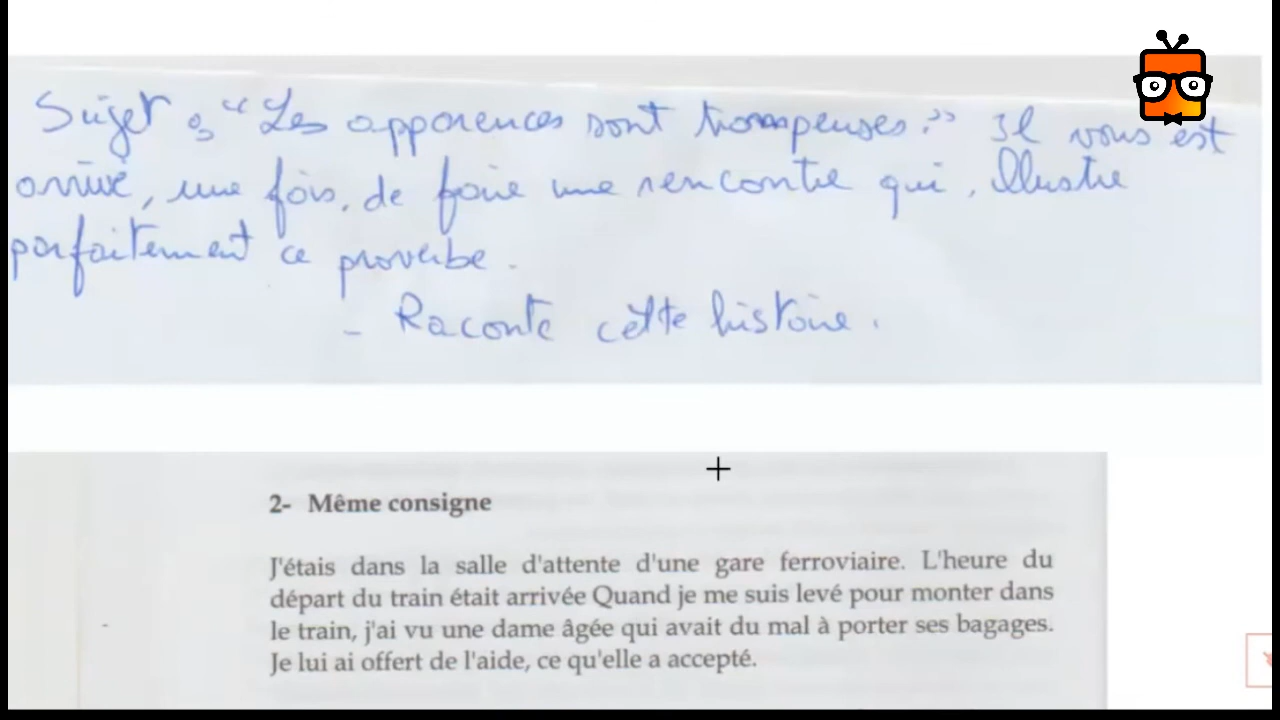 Sujet : "Les apparences sont trompeuses." Il vous est
arrivé, une fois, de faire une rencontre qui illustre
parfaitement ce proverbe.
- Raconte cette histoire.
2- Même consigne
J'étais dans la salle d'attente d'une gare ferroviaire. L'heure du
départ du train était arrivée Quand je me suis levé pour monter dans
le train, j'ai vu une dame âgée qui avait du mal à porter ses bagages.
Je lui ai offert de l'aide, ce qu'elle a accepté.